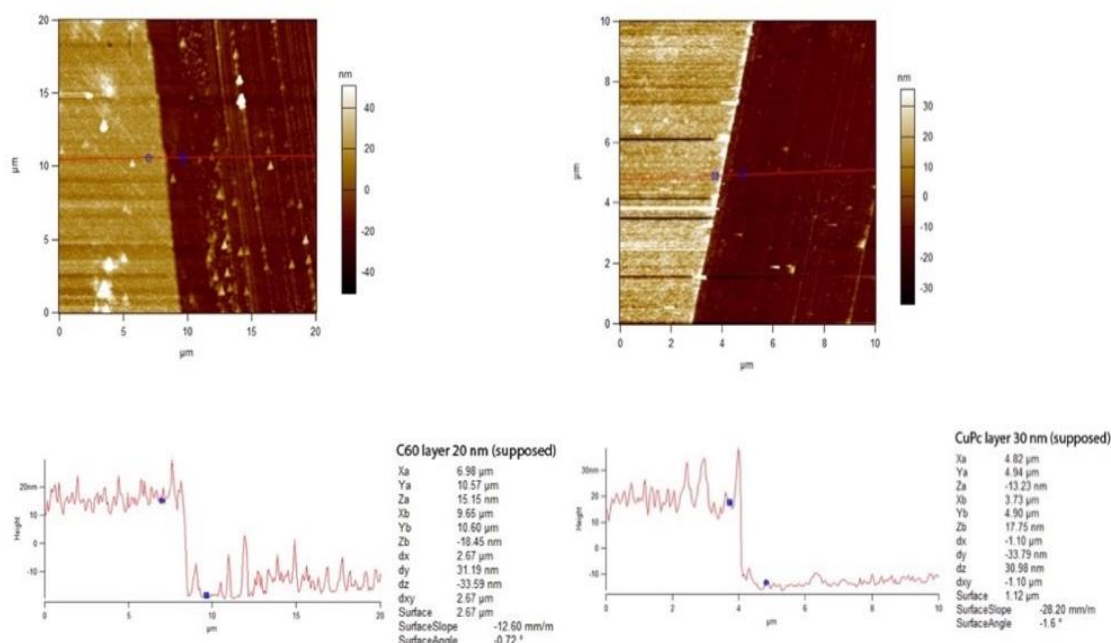 20
15
10
5
0
0 5 10 15 20
µm
µm
nm
40
20
0
-20
-40
10
8
6
4
2
0
0 2 4 6 8 10
µm
µm
nm
30
20
10
0
-10
-20
-30
20nm
10
0
-10
Height
0 5 10 15 20
µm
C60 layer 20 nm (supposed)
Xa 6.98 µm
Ya 10.57 µm
Za 15.15 nm
Xb 9.65 µm
Yb 10.60 µm
Zb -18.45 nm
dx 2.67 µm
dy 31.19 nm
dz -33.59 nm
dxy 2.67 µm
Surface 2.67 µm
SurfaceSlope -12.60 mm/m
SurfaceAngle -0.72 °
30nm
20
10
0
-10
Height
0 2 4 6 8 10
µm
CuPc layer 30 nm (supposed)
Xa 4.82 µm
Ya 4.94 µm
Za -13.23 nm
Xb 3.73 µm
Yb 4.90 µm
Zb 17.75 nm
dx -1.10 µm
dy -33.79 nm
dz 30.98 nm
dxy -1.10 µm
Surface 1.12 µm
SurfaceSlope -28.20 mm/m
SurfaceAngle -1.6 °